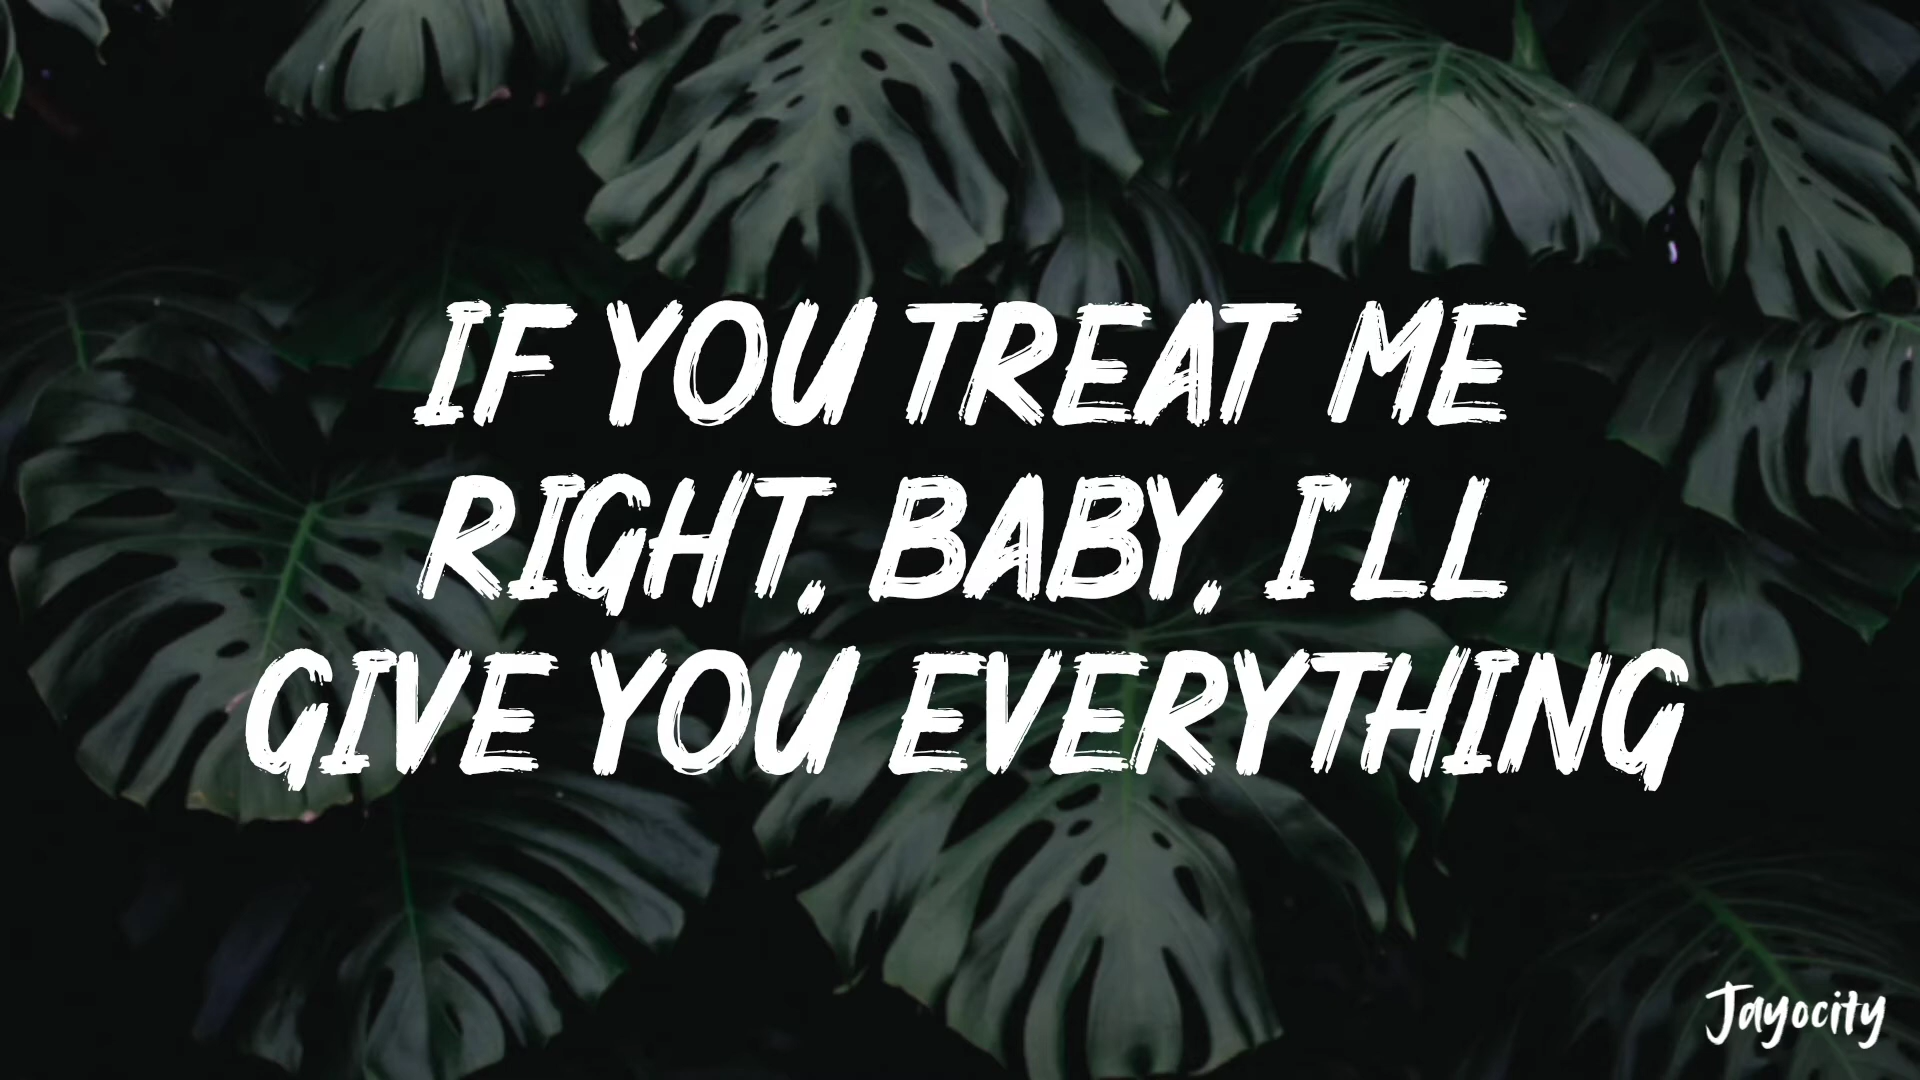 IF YOU TREAT ME
RIGHT, BABY, I'LL
GIVE YOU EVERYTHING
Jayocity